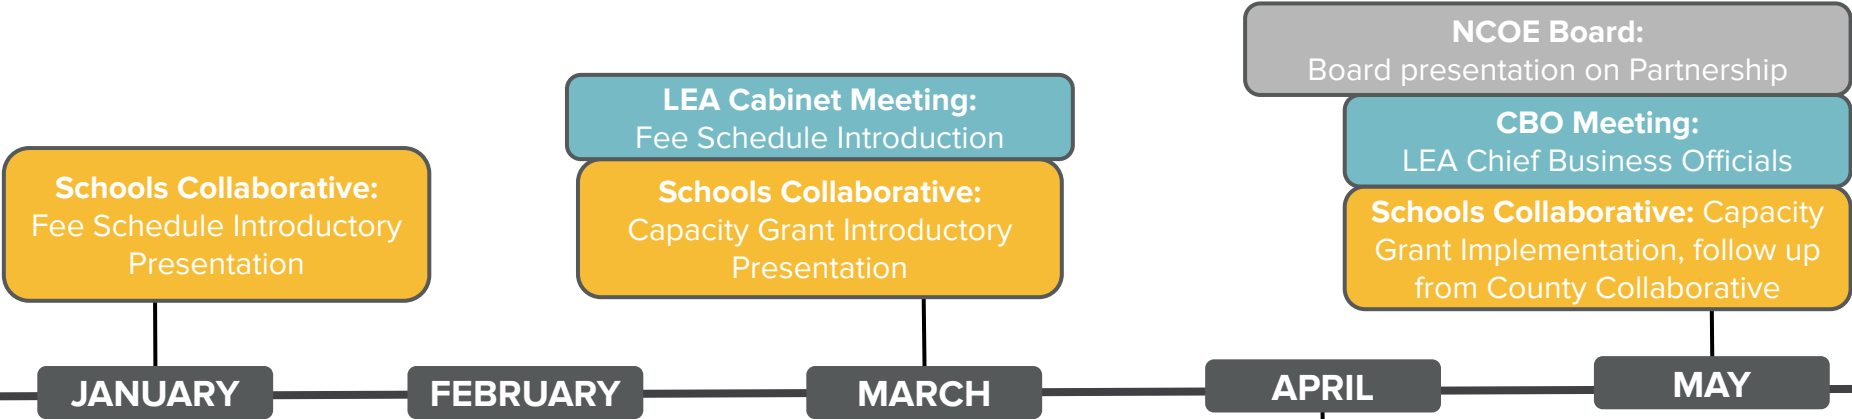 NCOE Board:
Board presentation on Partnership
LEA Cabinet Meeting:
Fee Schedule Introduction
CBO Meeting:
LEA Chief Business Officials
Schools Collaborative:
Fee Schedule Introductory
Presentation
Schools Collaborative:
Capacity Grant Introductory
Presentation
Schools Collaborative: Capacity
Grant Implementation, follow up
from County Collaborative
JANUARY
FEBRUARY
MARCH
APRIL
MAY